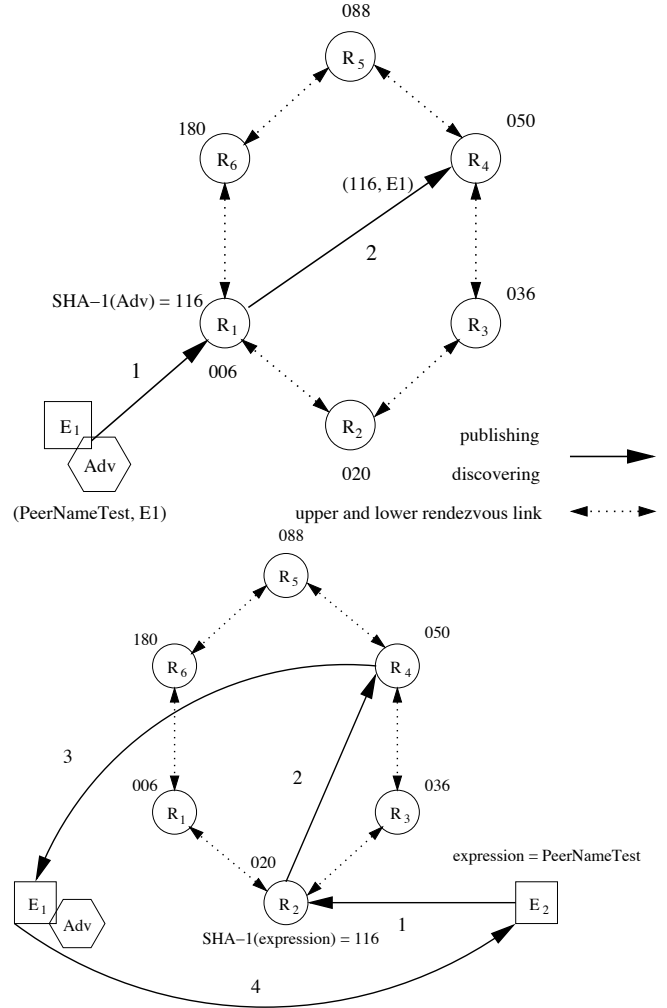 088
R5
180
050
R6
R4
(116, E1)
2
SHA−1(Adv) = 116
036
R1
R3
1
006
E1
R2
publishing
Adv
020
discovering
(PeerNameTest, E1)
upper and lower rendezvous link
088
R5
180
050
R6
R4
3
2
006
036
R1
R3
020
expression = PeerNameTest
E1
R2
E2
Adv
1
SHA−1(expression) = 116
4